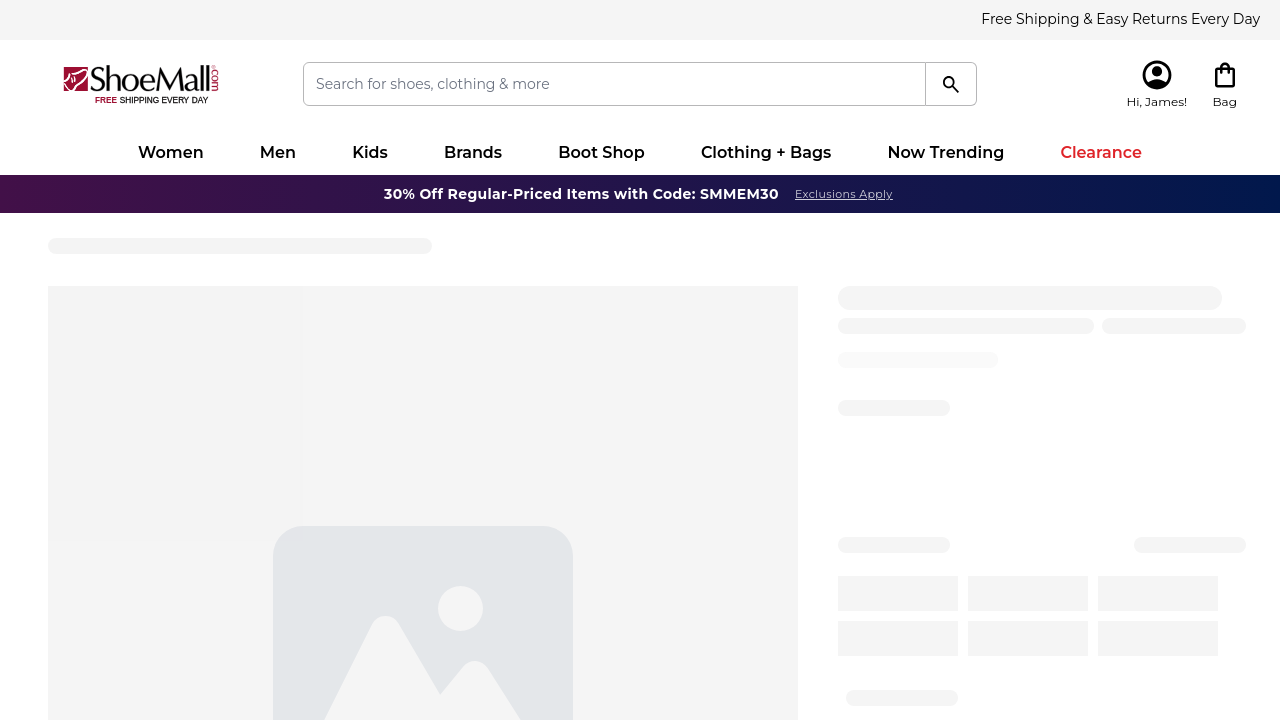 Free Shipping & Easy Returns Every Day
ShoeMall.com
FREE SHIPPING EVERY DAY
Search for shoes, clothing & more
Hi, James!
Bag
Women
Men
Kids
Brands
Boot Shop
Clothing + Bags
Now Trending
Clearance
30% Off Regular-Priced Items with Code: SMMEM30
Exclusions Apply